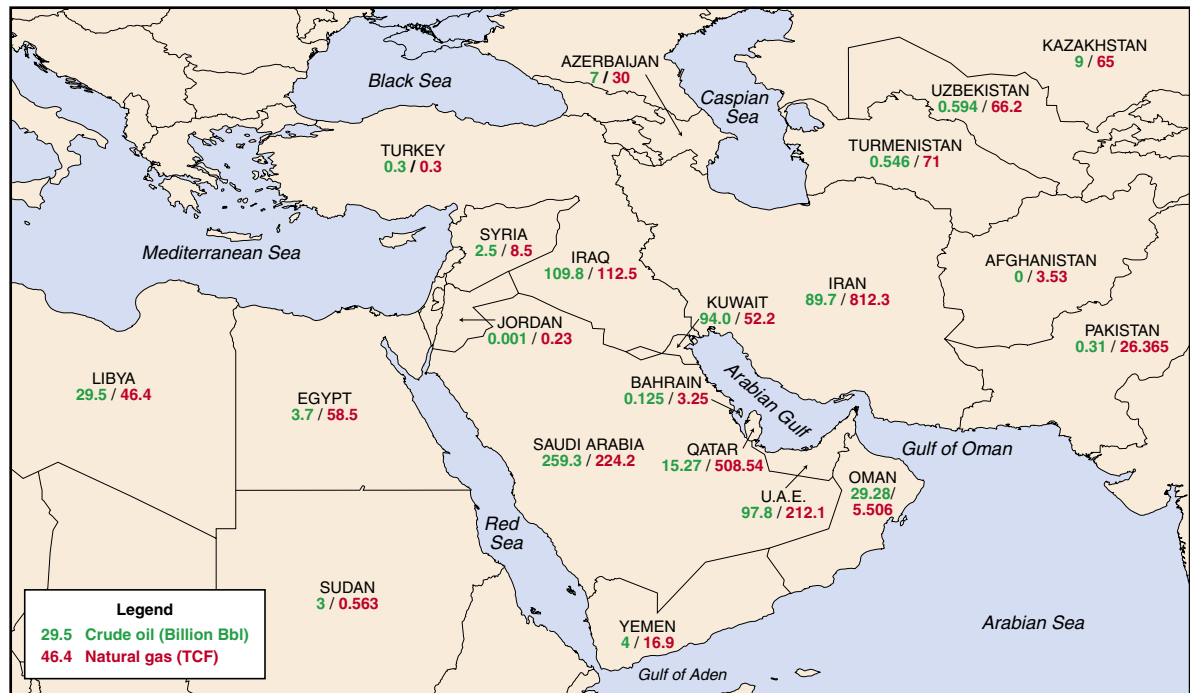 KAZAKHSTAN
9 / 65
AZERBAIJAN
7 / 30
Black Sea
Caspian
Sea
UZBEKISTAN
0.594 / 66.2
TURKEY
0.3 / 0.3
TURMENISTAN
0.546 / 71
SYRIA
2.5 / 8.5
Mediterranean Sea
IRAQ
109.8 / 112.5
AFGHANISTAN
0 / 3.53
IRAN
89.7 / 812.3
KUWAIT
94.0 / 52.2
JORDAN
0.001 / 0.23
PAKISTAN
0.31 / 26.365
LIBYA
29.5 / 46.4
EGYPT
3.7 / 58.5
BAHRAIN
0.125 / 3.25
Arabian Gulf
SAUDI ARABIA
259.3 / 224.2
QATAR
15.27 / 508.54
Gulf of Oman
U.A.E.
97.8 / 212.1
OMAN
29.28/
5.506
Red
Sea
SUDAN
3 / 0.563
YEMEN
4 / 16.9
Arabian Sea
Gulf of Aden
Legend
29.5 Crude oil (Billion Bbl)
46.4 Natural gas (TCF)